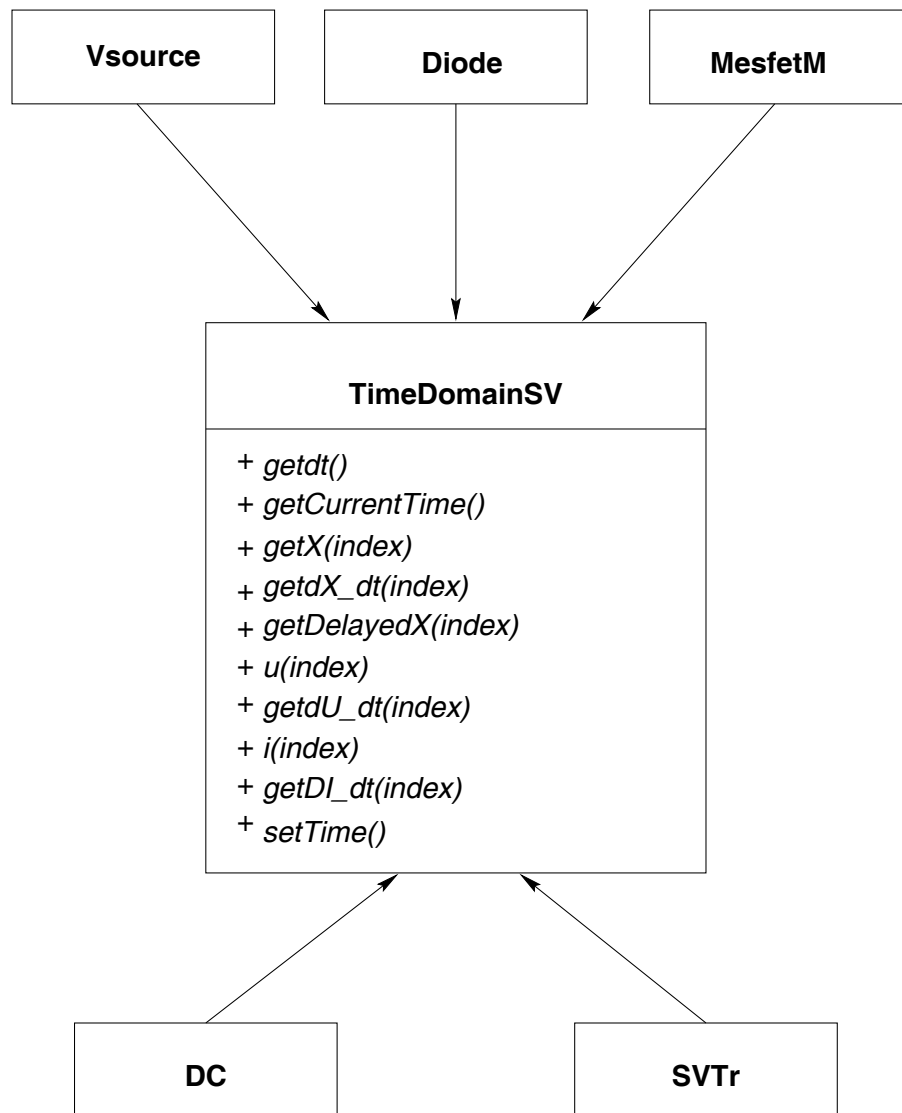 Vsource
Diode
MesfetM
TimeDomainSV
+ getdt()
+ getCurrentTime()
+ getX(index)
+ getdX_dt(index)
+ getDelayedX(index)
+ u(index)
+ getdU_dt(index)
+ i(index)
+ getDI_dt(index)
+ setTime()
DC
SVTr